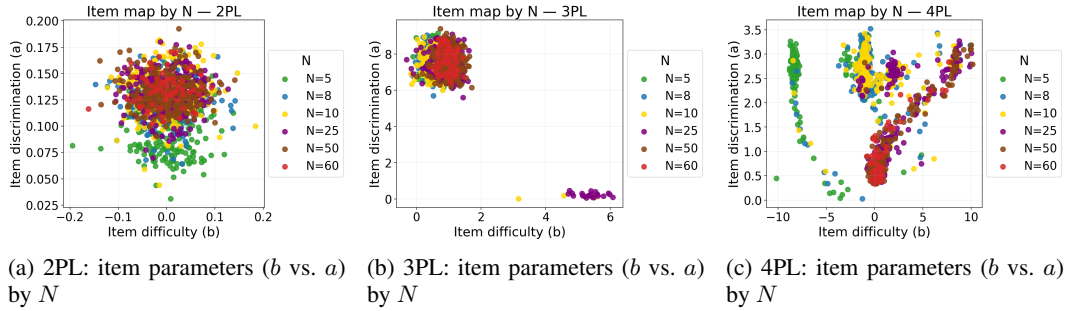 Item map by N — 2PL
Item discrimination (a)
0.200
0.175
0.150
0.125
0.100
0.075
0.050
0.025
−0.2 −0.1 0.0 0.1 0.2
Item difficulty (b)
N
N=5
N=8
N=10
N=25
N=50
N=60
Item map by N — 3PL
Item discrimination (a)
8
6
4
2
0
0 2 4 6
Item difficulty (b)
N
N=5
N=8
N=10
N=25
N=50
N=60
Item map by N — 4PL
Item discrimination (a)
3.5
3.0
2.5
2.0
1.5
1.0
0.5
0.0
−10 −5 0 5 10
Item difficulty (b)
N
N=5
N=8
N=10
N=25
N=50
N=60
(a) 2PL: item parameters (b vs. a)
by N
(b) 3PL: item parameters (b vs. a)
by N
(c) 4PL: item parameters (b vs. a)
by N